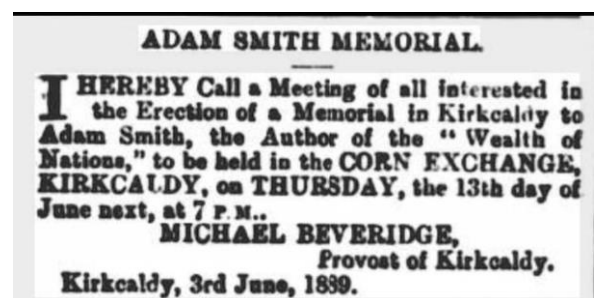 ADAM SMITH MEMORIAL.
I HEREBY Call a Meeting of all interested in
the Erection of a Memorial in Kirkcaldy to
Adam Smith, the Author of the "Wealth of
Nations," to be held in the CORN EXCHANGE,
KIRKCALDY, on THURSDAY, the 13th day of
June next, at 7 P.M..
MICHAEL BEVERIDGE,
Provost of Kirkcaldy.
Kirkcaldy, 3rd June, 1889.